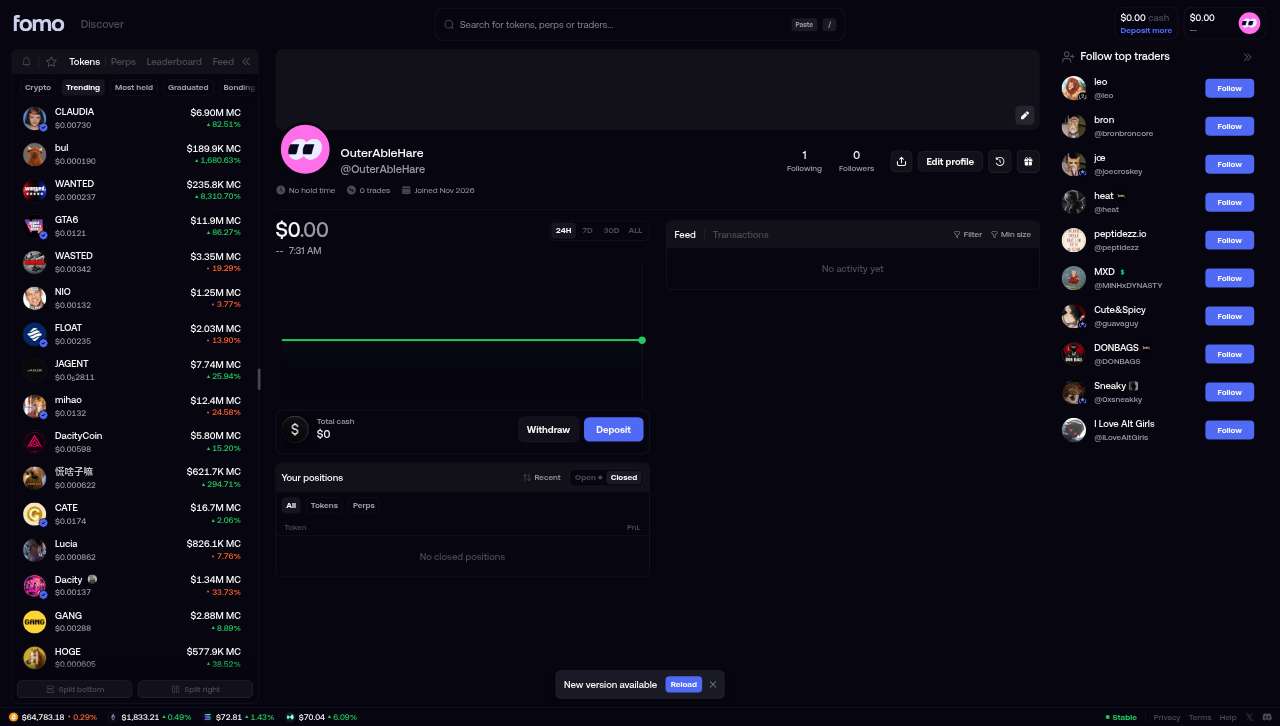 fomo Discover
Search for tokens, perps or traders... Paste /
$0.00 cash
Deposit more
$0.00
--
Tokens Perps Leaderboard Feed
Crypto Trending Most held Graduated Bonding
CLAUDIA $6.90M MC
$0.00730 82.51%
bul $189.9K MC
$0.000190 1,680.63%
WANTED $235.8K MC
$0.000237 8,310.70%
GTA6 $11.9M MC
$0.0121 86.27%
WASTED $3.35M MC
$0.00342 19.29%
NIO $1.25M MC
$0.00132 3.77%
FLOAT $2.03M MC
$0.00235 13.90%
JAGENT $7.74M MC
$0.0₅2811 25.94%
mihao $12.4M MC
$0.0132 24.58%
DacityCoin $5.80M MC
$0.00598 15.20%
慌啥子嘛 $621.7K MC
$0.000622 294.71%
CATE $16.7M MC
$0.0174 2.06%
Lucia $826.1K MC
$0.000862 7.76%
Dacity $1.34M MC
$0.00137 33.73%
GANG $2.88M MC
$0.00288 8.89%
HOGE $577.9K MC
$0.000605 38.52%
Split bottom Split right
OuterAbleHare
@OuterAbleHare
1 Following
0 Followers
Edit profile
No hold time 0 trades Joined Nov 2026
$0.00
-- 7:31 AM
24H 7D 30D ALL
Total cash
$0
Withdraw Deposit
Your positions Recent Open Closed
All Tokens Perps
Token PnL
No closed positions
Feed Transactions Filter Min size
No activity yet
Follow top traders
leo
@leo
Follow
bron
@bronbroncore
Follow
jœ
@joecroskey
Follow
heat
@heat
Follow
peptidezz.io
@peptidezz
Follow
MXD
@MINHxDYNASTY
Follow
Cute&Spicy
@guavaguy
Follow
DONBAGS
@DONBAGS
Follow
Sneaky
@0xsneakky
Follow
I Love Alt Girls
@ILoveAltGirls
Follow
New version available Reload
$64,783.18 0.29% $1,833.21 0.49% $72.81 1.43% $70.04 6.09%
Stable Privacy Terms Help